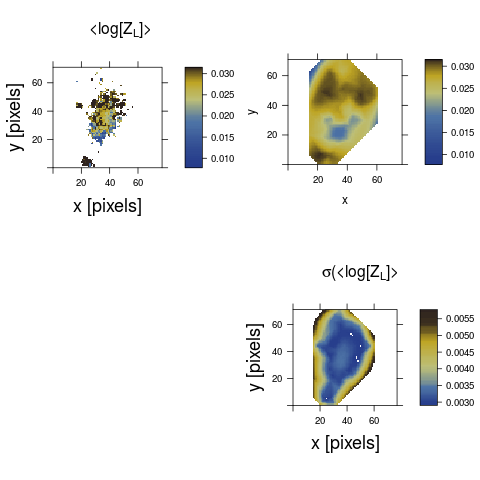 <log[Z_L]>
60
40
20
20 40 60
x [pixels]
y [pixels]
0.030
0.025
0.020
0.015
0.010
60
40
20
20 40 60
x
y
0.030
0.025
0.020
0.015
0.010
σ(<log[Z_L]>
60
40
20
20 40 60
x [pixels]
y [pixels]
0.0055
0.0050
0.0045
0.0040
0.0035
0.0030